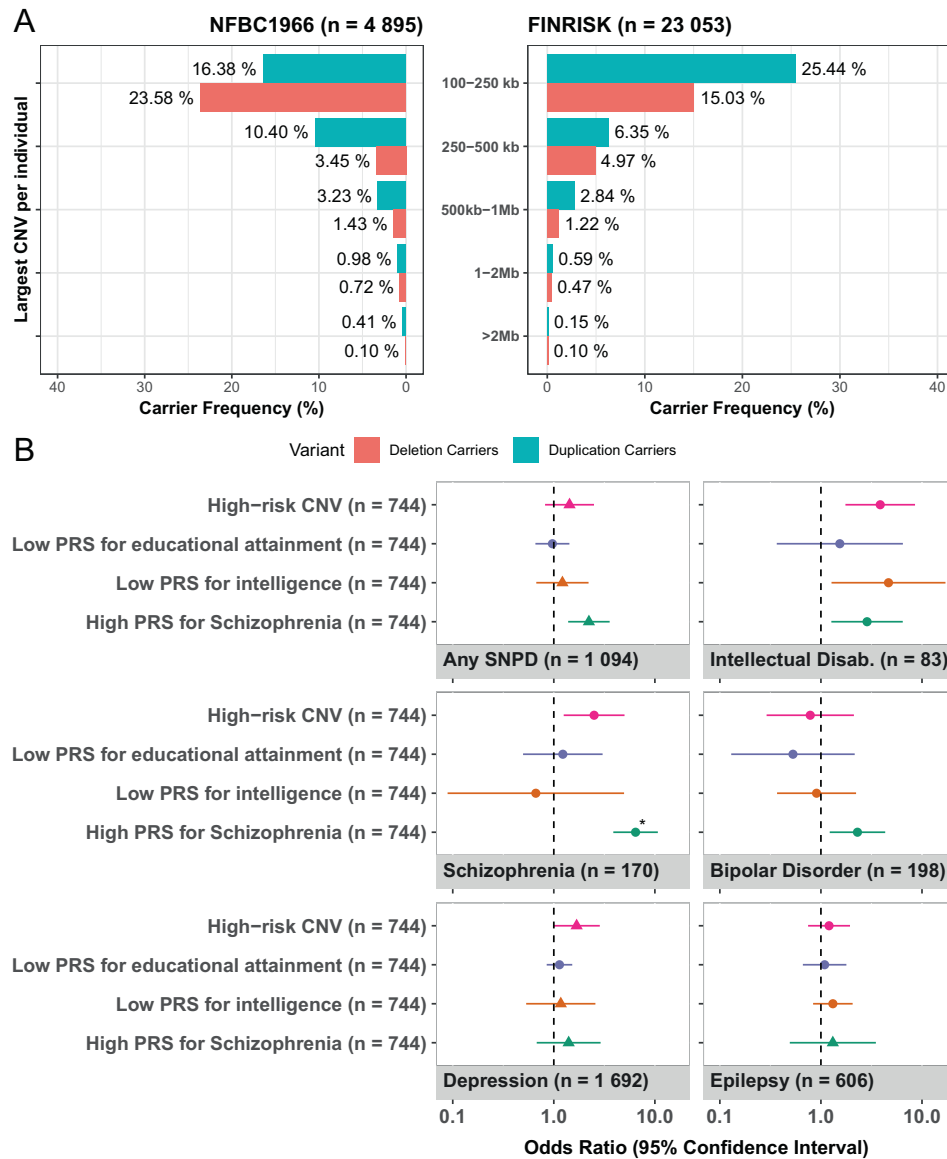 A
NFBC1966 (n = 4 895)
FINRISK (n = 23 053)
Largest CNV per individual
16.38 %
23.58 %
10.40 %
3.45 %
3.23 %
1.43 %
0.98 %
0.72 %
0.41 %
0.10 %
100−250 kb
250−500 kb
500kb−1Mb
1−2Mb
>2Mb
25.44 %
15.03 %
6.35 %
4.97 %
2.84 %
1.22 %
0.59 %
0.47 %
0.15 %
0.10 %
40 30 20 10 0
0 10 20 30 40
Carrier Frequency (%)
Carrier Frequency (%)
B
Variant Deletion Carriers Duplication Carriers
High−risk CNV (n = 744)
Low PRS for educational attainment (n = 744)
Low PRS for intelligence (n = 744)
High PRS for Schizophrenia (n = 744)
Any SNPD (n = 1 094)
Intellectual Disab. (n = 83)
High−risk CNV (n = 744)
Low PRS for educational attainment (n = 744)
Low PRS for intelligence (n = 744)
High PRS for Schizophrenia (n = 744)
*
Schizophrenia (n = 170)
Bipolar Disorder (n = 198)
High−risk CNV (n = 744)
Low PRS for educational attainment (n = 744)
Low PRS for intelligence (n = 744)
High PRS for Schizophrenia (n = 744)
Depression (n = 1 692)
Epilepsy (n = 606)
0.1 1.0 10.0
0.1 1.0 10.0
Odds Ratio (95% Confidence Interval)